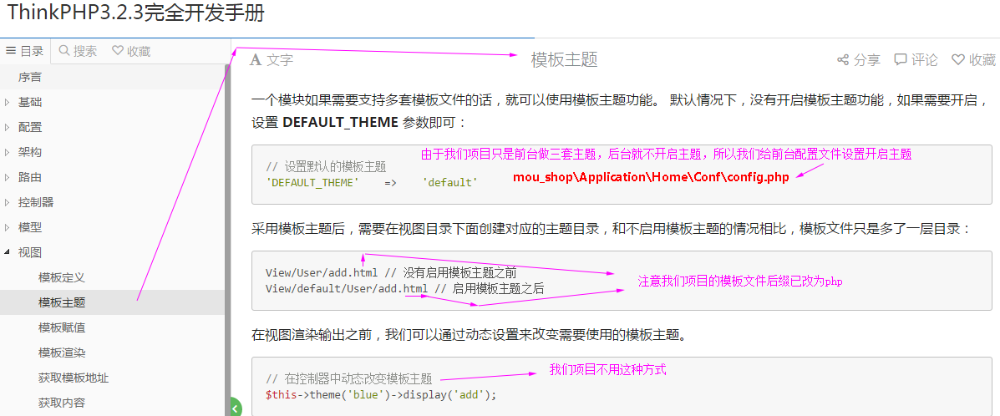 ThinkPHP3.2.3完全开发手册
目录 搜索 收藏
序言
基础
配置
架构
路由
控制器
模型
视图
模板定义
模板主题
模板赋值
模板渲染
获取模板地址
获取内容
A 文字 模板主题 分享 评论 收藏
一个模块如果需要支持多套模板文件的话，就可以使用模板主题功能。 默认情况下，没有开启模板主题功能，如果需要开启，
设置 DEFAULT_THEME 参数即可：
由于我们项目只是前台做三套主题，后台就不开启主题，所以我们给前台配置文件设置开启主题
// 设置默认的模板主题
'DEFAULT_THEME' => 'default' mou_shop\Application\Home\Conf\config.php
采用模板主题后，需要在视图目录下面创建对应的主题目录，和不启用模板主题的情况相比，模板文件只是多了一层目录：
View/User/add.html // 没有启用模板主题之前
注意我们项目的模板文件后缀已改为php
View/default/User/add.html // 启用模板主题之后
在视图渲染输出之前，我们可以通过动态设置来改变需要使用的模板主题。
// 在控制器中动态改变模板主题 我们项目不用这种方式
$this->theme('blue')->display('add');